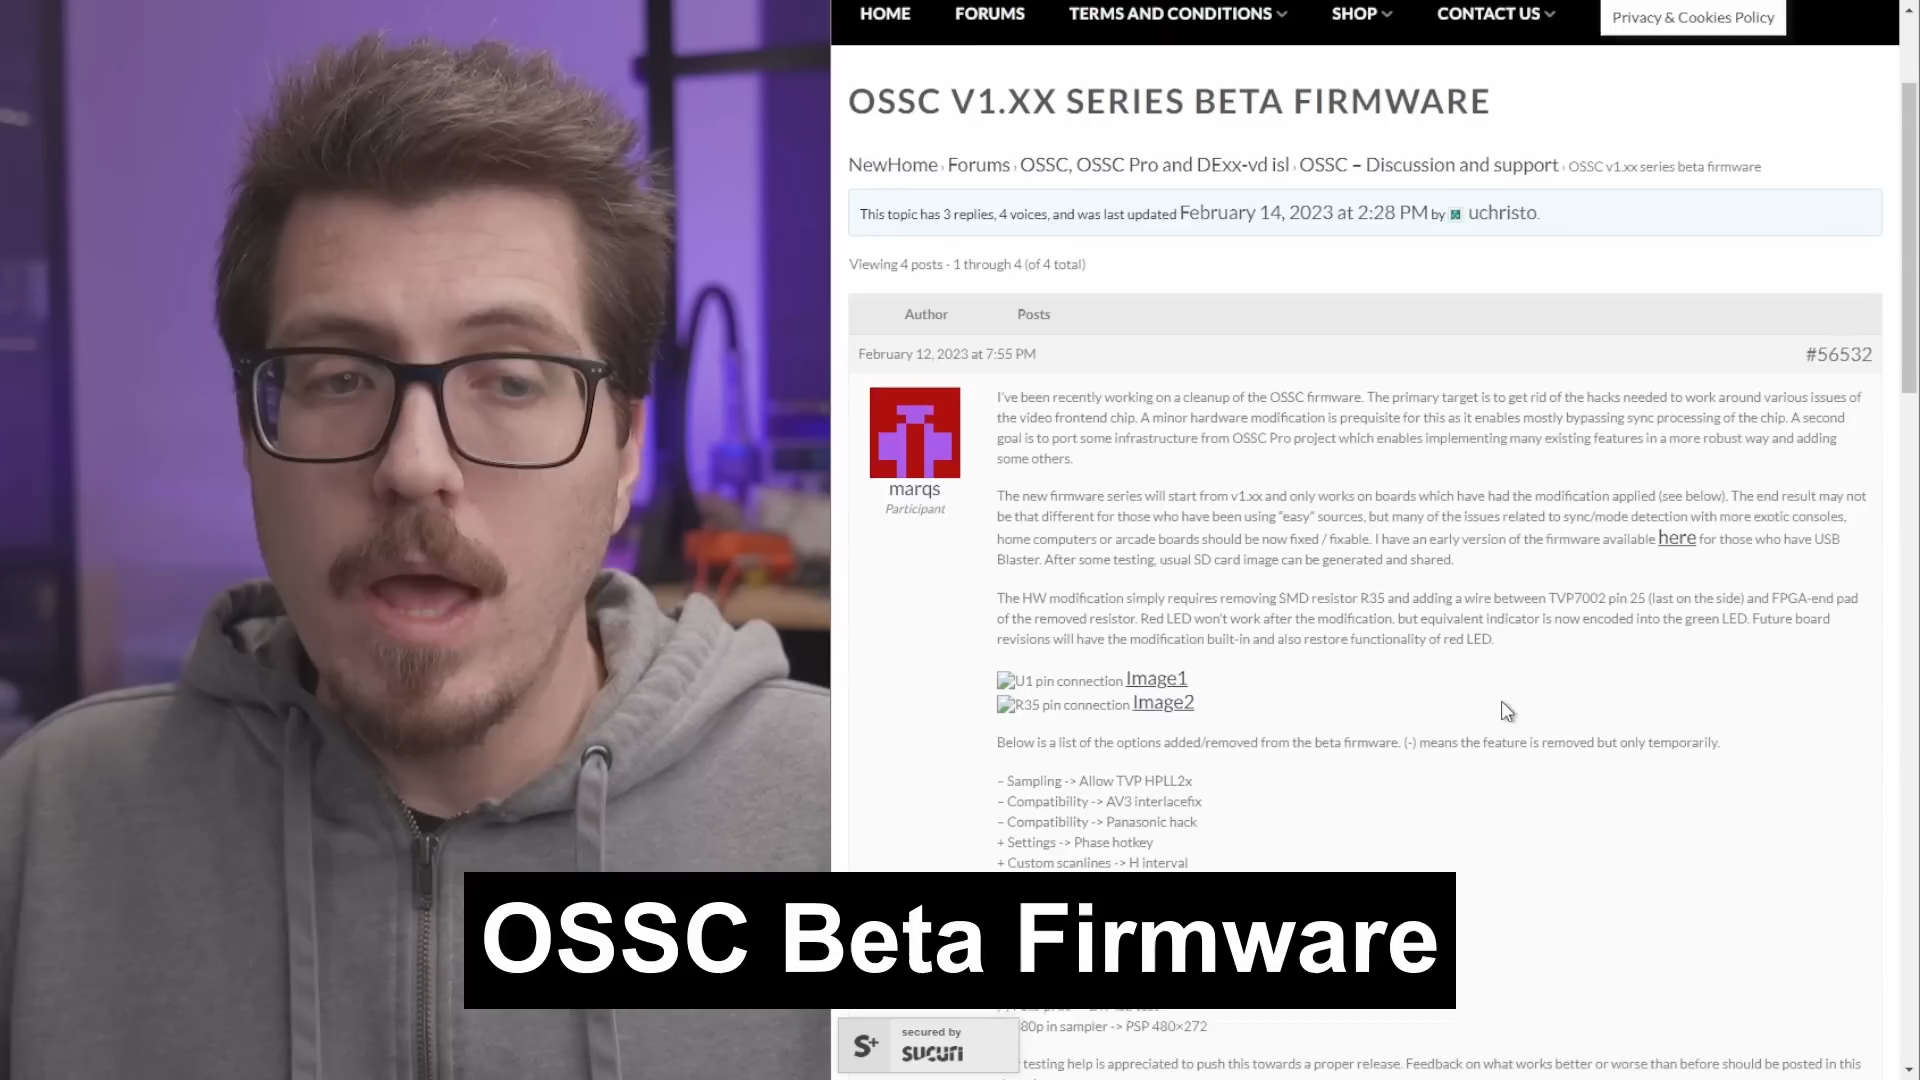 HOME FORUMS TERMS AND CONDITIONS SHOP CONTACT US Privacy & Cookies Policy
OSSC V1.XX SERIES BETA FIRMWARE
NewHome › Forums › OSSC, OSSC Pro and DExx-vd isl › OSSC – Discussion and support › OSSC v1.xx series beta firmware
This topic has 3 replies, 4 voices, and was last updated February 14, 2023 at 2:28 PM by uchristo.
Viewing 4 posts - 1 through 4 (of 4 total)
Author Posts
February 12, 2023 at 7:55 PM #56532
marqs
Participant
I've been recently working on a cleanup of the OSSC firmware. The primary target is to get rid of the hacks needed to work around various issues of
the video frontend chip. A minor hardware modification is prequisite for this as it enables mostly bypassing sync processing of the chip. A second
goal is to port some infrastructure from OSSC Pro project which enables implementing many existing features in a more robust way and adding
some others.
The new firmware series will start from v1.xx and only works on boards which have had the modification applied (see below). The end result may not
be that different for those who have been using "easy" sources, but many of the issues related to sync/mode detection with more exotic consoles,
home computers or arcade boards should be now fixed / fixable. I have an early version of the firmware available here for those who have USB
Blaster. After some testing, usual SD card image can be generated and shared.
The HW modification simply requires removing SMD resistor R35 and adding a wire between TVP7002 pin 25 (last on the side) and FPGA-end pad
of the removed resistor. Red LED won't work after the modification, but equivalent indicator is now encoded into the green LED. Future board
revisions will have the modification built-in and also restore functionality of red LED.
U1 pin connection Image1
R35 pin connection Image2
Below is a list of the options added/removed from the beta firmware. (-) means the feature is removed but only temporarily.
– Sampling -> Allow TVP HPLL2x
– Compatibility -> AV3 interlacefix
– Compatibility -> Panasonic hack
+ Settings -> Phase hotkey
+ Custom scanlines -> H interval
OSSC Beta Firmware
80p in sampler -> PSP 480×272
testing help is appreciated to push this towards a proper release. Feedback on what works better or worse than before should be posted in this
S+ secured by
sucuri